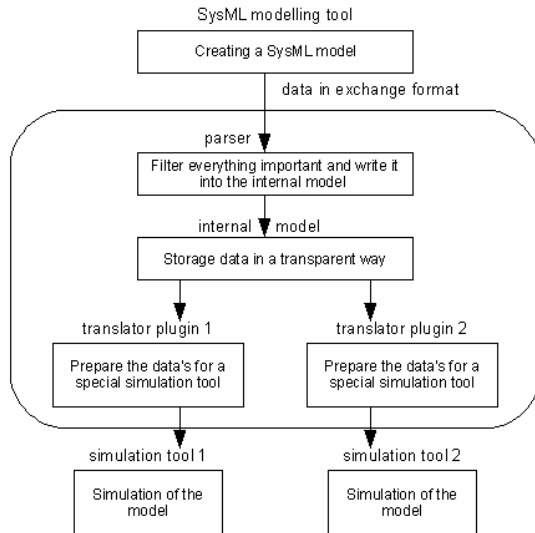 SysML modelling tool
Creating a SysML model
data in exchange format
parser
Filter everything important and write it
into the internal model
internal model
Storage data in a transparent way
translator plugin 1
translator plugin 2
Prepare the data's for a
special simulation tool
Prepare the data's for a
special simulation tool
simulation tool 1
simulation tool 2
Simulation of the
model
Simulation of the
model